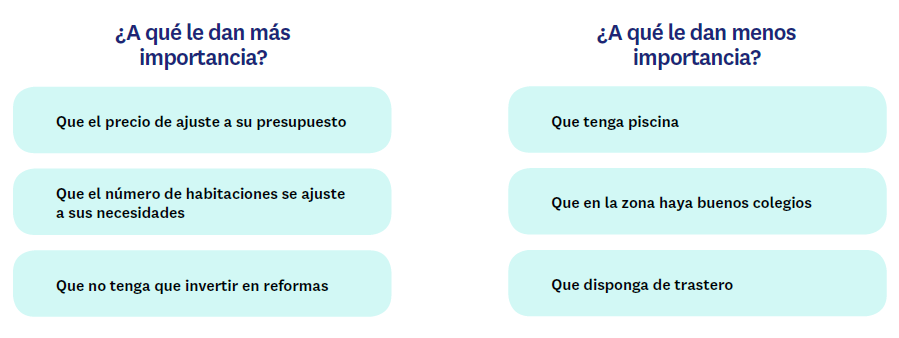 ¿A qué le dan más
importancia?
Que el precio de ajuste a su presupuesto
Que el número de habitaciones se ajuste
a sus necesidades
Que no tenga que invertir en reformas
¿A qué le dan menos
importancia?
Que tenga piscina
Que en la zona haya buenos colegios
Que disponga de trastero